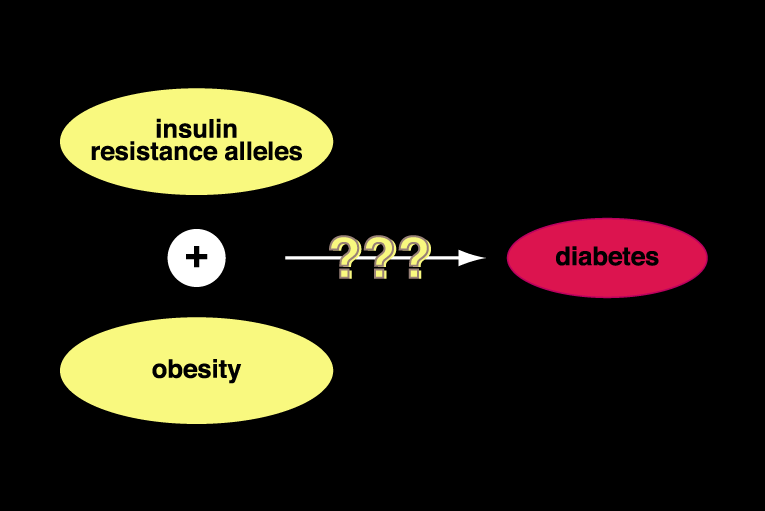 insulin
resistance alleles
+
???
diabetes
obesity